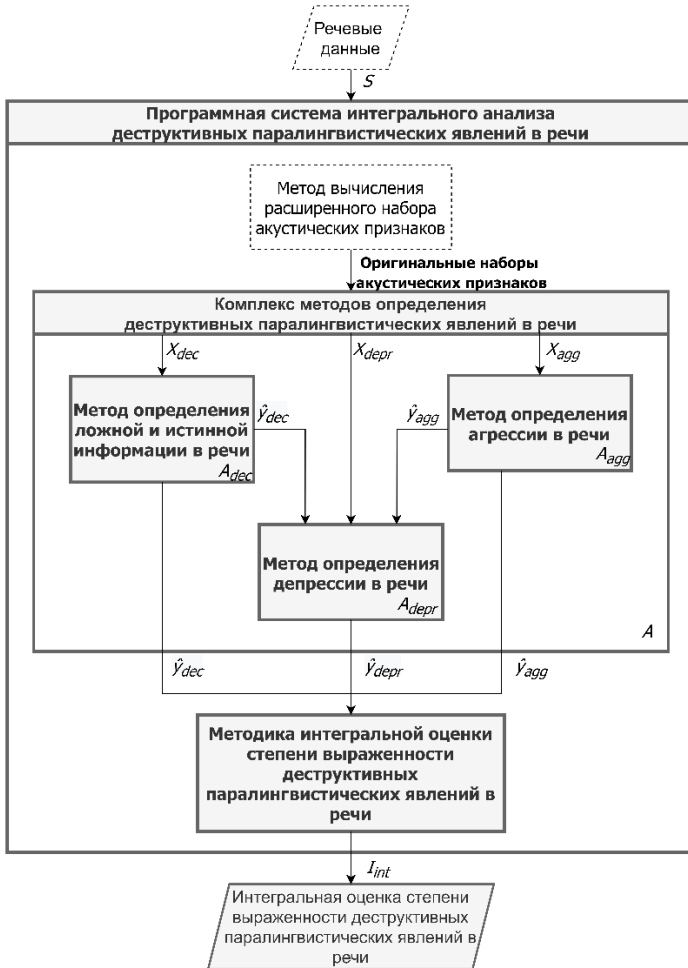 Речевые
данные
S
Программная система интегрального анализа
деструктивных паралингвистических явлений в речи
Метод вычисления
расширенного набора
акустических признаков
Оригинальные наборы
акустических признаков
Комплекс методов определения
деструктивных паралингвистических явлений в речи
X_dec
X_depr
X_agg
Метод определения
ложной и истинной
информации в речи
A_dec
ŷ_dec
ŷ_agg
Метод определения
агрессии в речи
A_agg
Метод определения
депрессии в речи
A_depr
A
ŷ_dec
ŷ_depr
ŷ_agg
Методика интегральной оценки
степени выраженности
деструктивных
паралингвистических явлений в
речи
I_int
Интегральная оценка степени
выраженности деструктивных
паралингвистических явлений в
речи